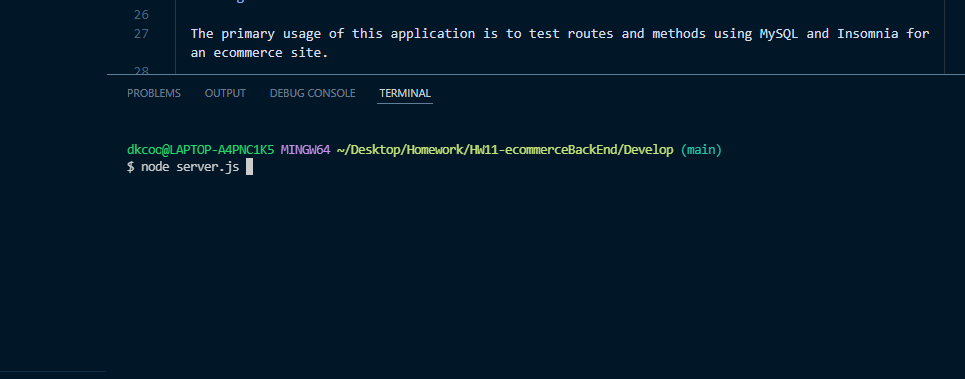 26
27 The primary usage of this application is to test routes and methods using MySQL and Insomnia for
an ecommerce site.
28
PROBLEMS OUTPUT DEBUG CONSOLE TERMINAL
dkcoc@LAPTOP-A4PNC1K5 MINGW64 ~/Desktop/Homework/HW11-ecommerceBackEnd/Develop (main)
$ node server.js